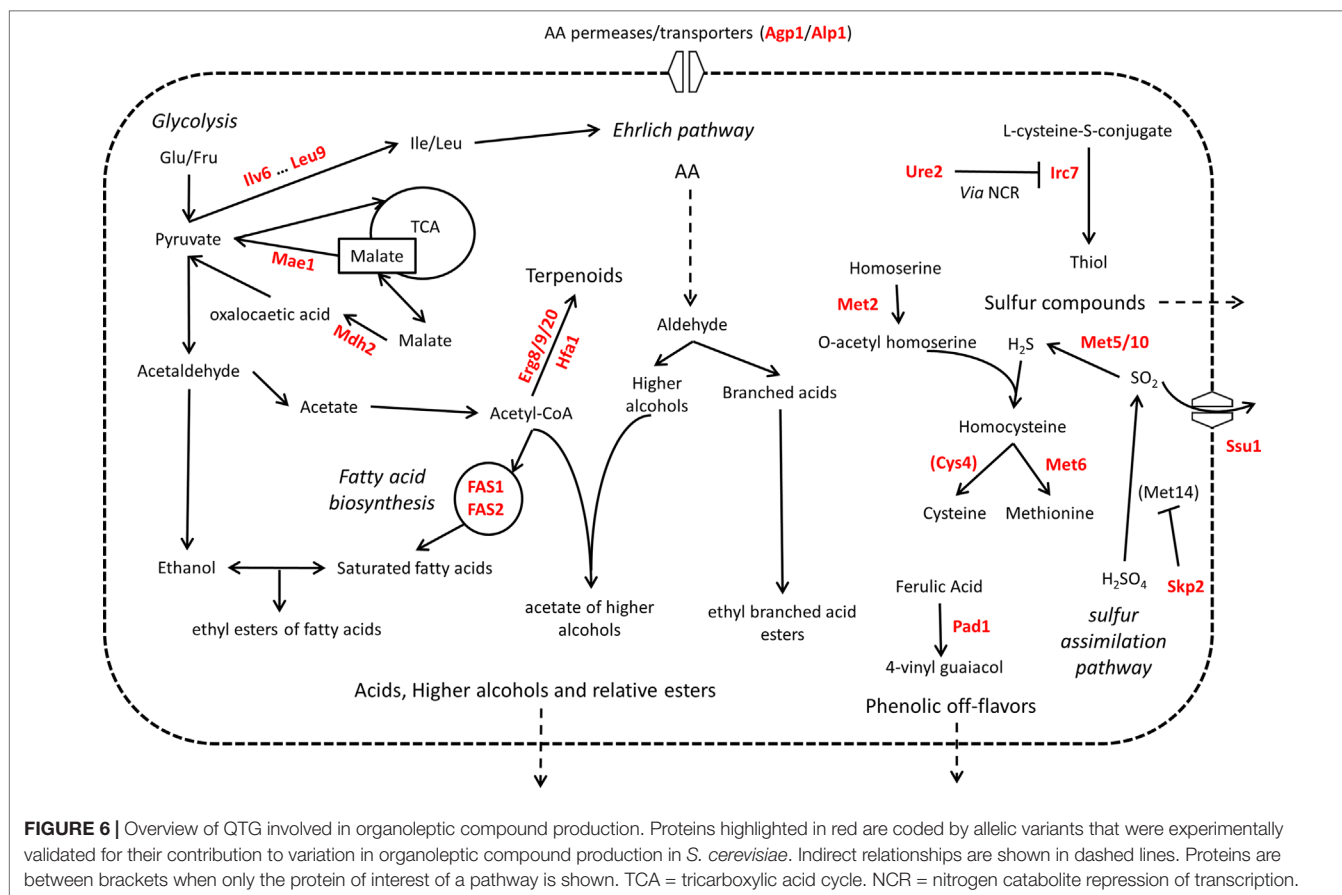 AA permeases/transporters (Agp1/Alp1)
Glycolysis
Glu/Fru
Ilv6 ... Leu9
Ile/Leu
Ehrlich pathway
AA
Pyruvate
TCA
Malate
Mae1
oxalocaetic acid
Mdh2
Malate
Acetaldehyde
Acetate
Acetyl-CoA
Terpenoids
Erg8/9/20
Hfa1
Aldehyde
Higher
alcohols
Branched acids
Fatty acid
biosynthesis
FAS1
FAS2
Ethanol
Saturated fatty acids
ethyl esters of fatty acids
acetate of higher
alcohols
ethyl branched acid
esters
Acids, Higher alcohols and relative esters
L-cysteine-S-conjugate
Ure2
Via NCR
Irc7
Thiol
Homoserine
Met2
Sulfur compounds
O-acetyl homoserine
H2S
Met5/10
SO2
Ssu1
Homocysteine
(Cys4)
Met6
Cysteine
Methionine
(Met14)
Skp2
H2SO4
sulfur
assimilation
pathway
Ferulic Acid
Pad1
4-vinyl guaiacol
Phenolic off-flavors
FIGURE 6 | Overview of QTG involved in organoleptic compound production. Proteins highlighted in red are coded by allelic variants that were experimentally
validated for their contribution to variation in organoleptic compound production in S. cerevisiae. Indirect relationships are shown in dashed lines. Proteins are
between brackets when only the protein of interest of a pathway is shown. TCA = tricarboxylic acid cycle. NCR = nitrogen catabolite repression of transcription.